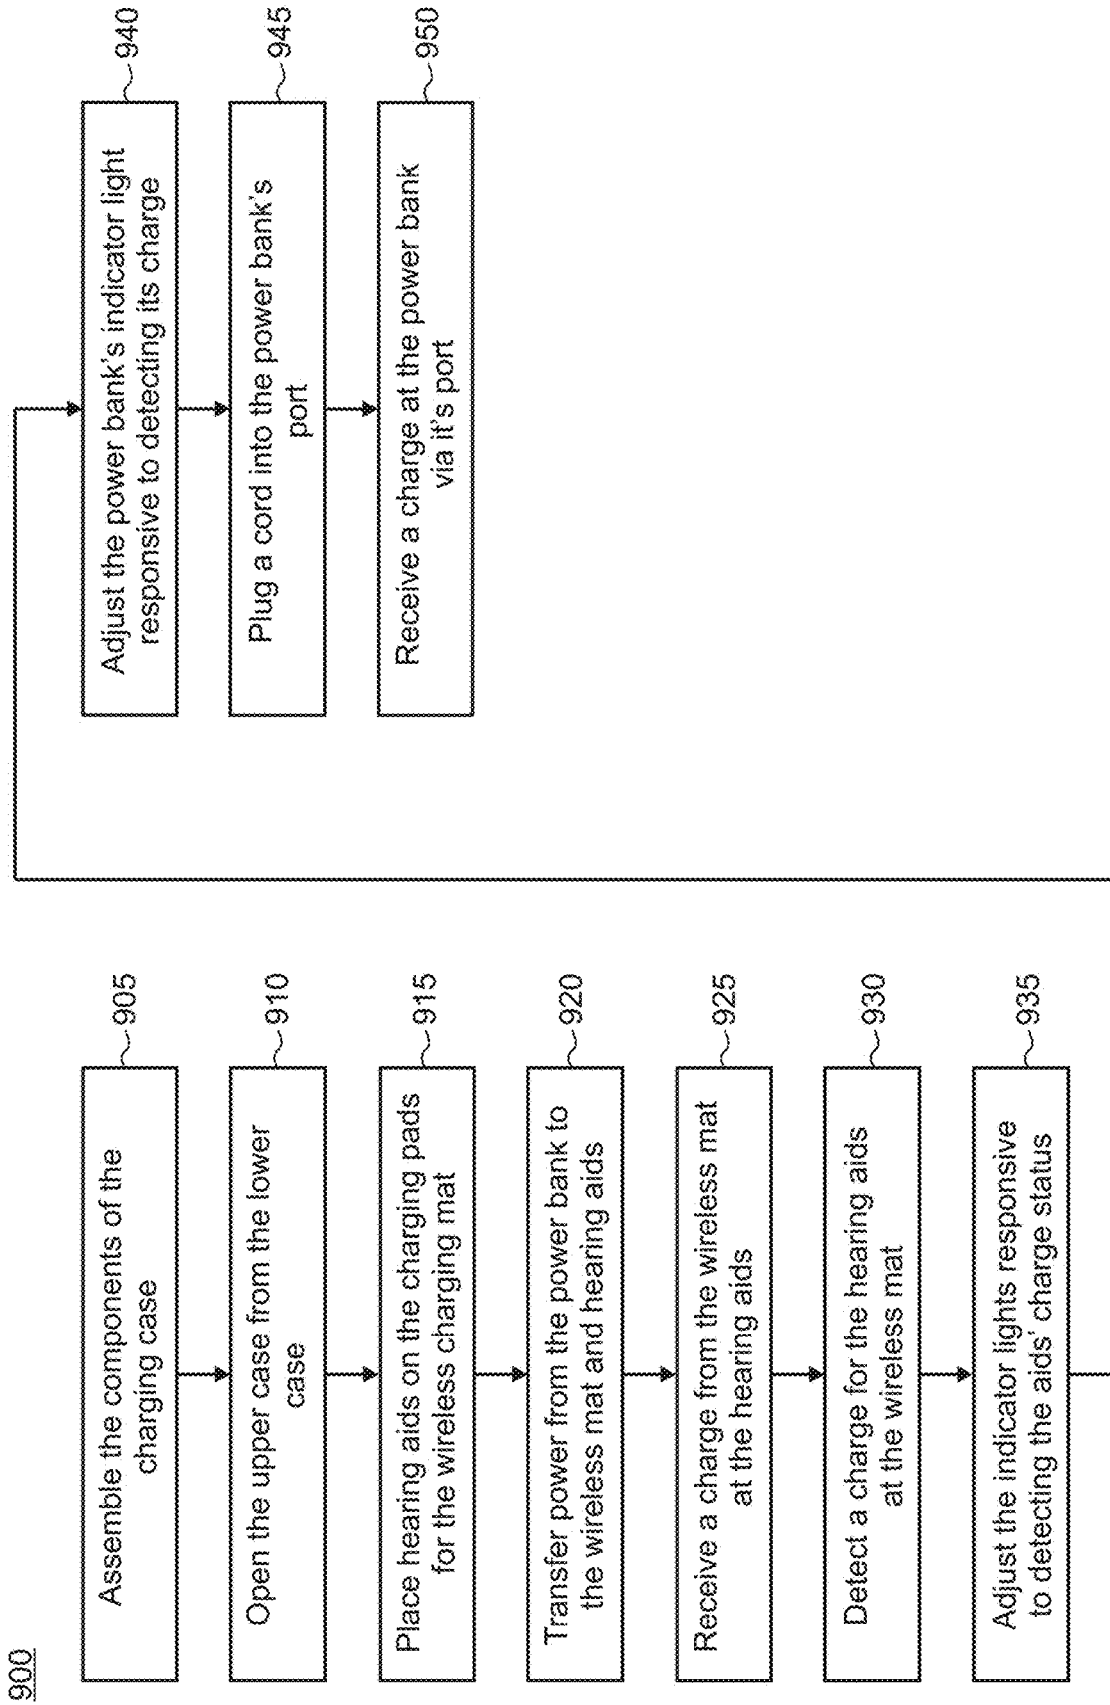 900
Assemble the components of the
charging case
905
Open the upper case from the lower
case
910
Place hearing aids on the charging pads
for the wireless charging mat
915
Transfer power from the power bank to
the wireless mat and hearing aids
920
Receive a charge from the wireless mat
at the hearing aids
925
Detect a charge for the hearing aids
at the wireless mat
930
Adjust the indicator lights responsive
to detecting the aids' charge status
935
Adjust the power bank's indicator light
responsive to detecting its charge
940
Plug a cord into the power bank's
port
945
Receive a charge at the power bank
via it's port
950